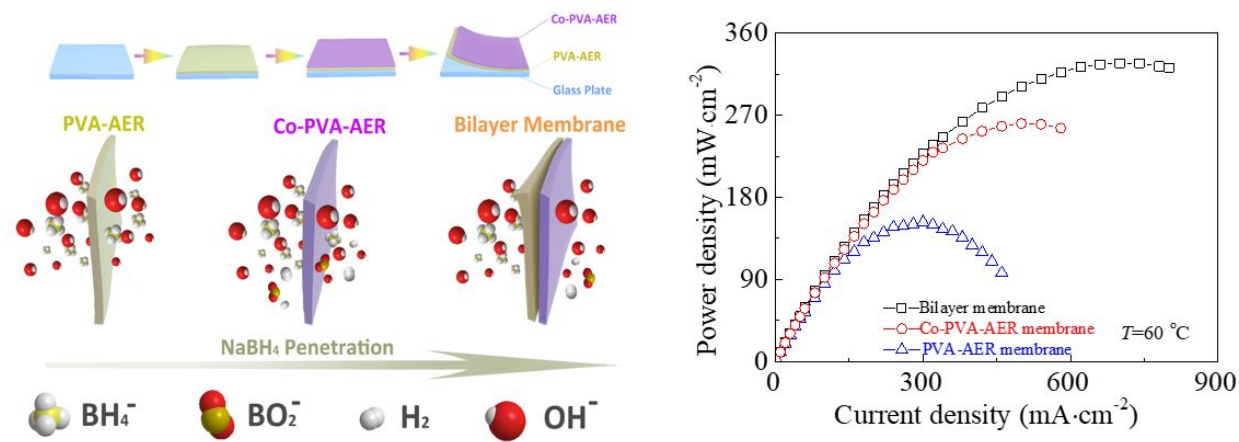 Co-PVA-AER
PVA-AER
Glass Plate
PVA-AER
Co-PVA-AER
Bilayer Membrane
NaBH₄ Penetration
BH₄⁻
BO₂⁻
H₂
OH⁻
Power density (mW.cm⁻²)
360
270
180
90
0
0
300
600
900
Current density (mA·cm⁻²)
Bilayer membrane
Co-PVA-AER membrane
PVA-AER membrane
T=60 °C